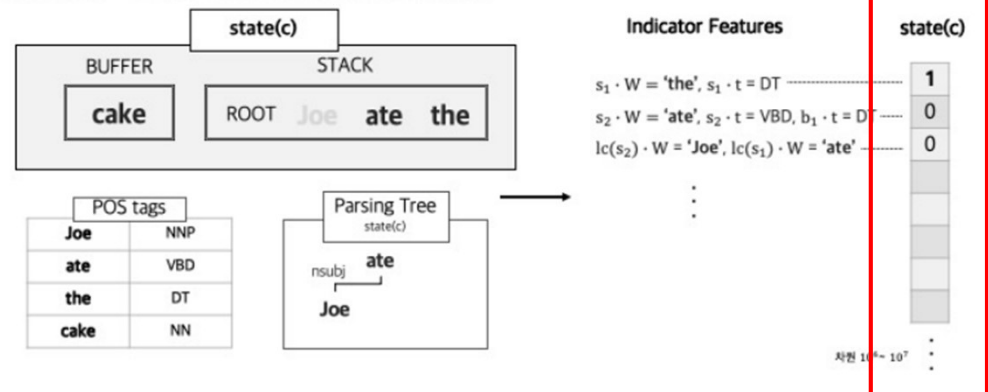 state(c)
BUFFER
STACK
cake
ROOT Joe ate the
POS tags
Joe NNP
ate VBD
the DT
cake NN
Parsing Tree
state(c)
nsubj
ate
Joe
Indicator Features
s₁ · W = ‘the’, s₁ · t = DT
s₂ · W = ‘ate’, s₂ · t = VBD, b₁ · t = DT
lc(s₂) · W = ‘Joe’, lc(s₁) · W = ‘ate’
state(c)
1
0
0
차원 10⁶~ 10⁷